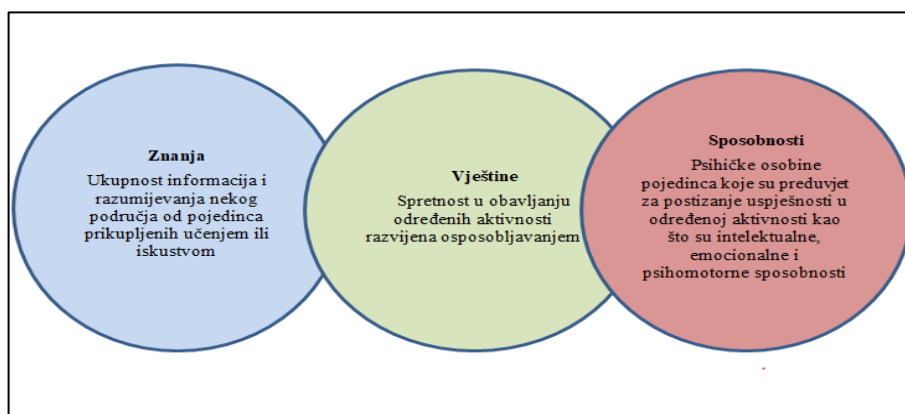 Znanja
Ukupnost informacija i
razumijevanja nekog
područja od pojedinca
prikupljenih učenjem ili
iskustvom
Vještine
Spretnost u obavljanju
određenih aktivnosti
razvijena osposobljavanjem
Sposobnosti
Psihičke osobine
pojedinca koje su preduvjet
za postizanje uspješnosti u
određenoj aktivnosti kao
što su intelektualne,
emocionalne i
psihomotorne sposobnosti